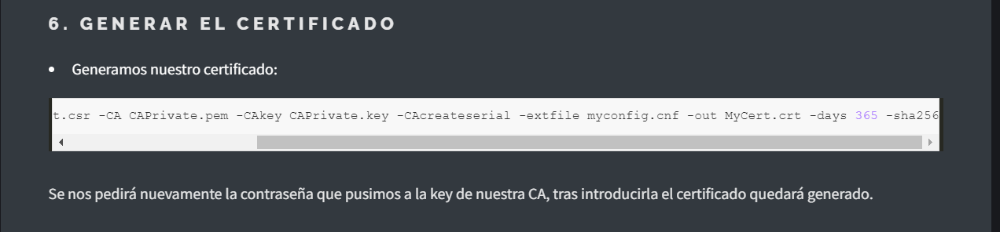 6. GENERAR EL CERTIFICADO
• Generamos nuestro certificado:
t.csr -CA CAPrivate.pem -CAkey CAPrivate.key -CAcreateserial -extfile myconfig.cnf -out MyCert.crt -days 365 -sha256
Se nos pedirá nuevamente la contraseña que pusimos a la key de nuestra CA, tras introducirla el certificado quedará generado.